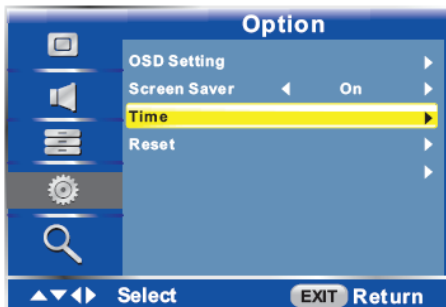 Option
OSD Setting
Screen Saver On
Time
Reset
Select EXIT Return